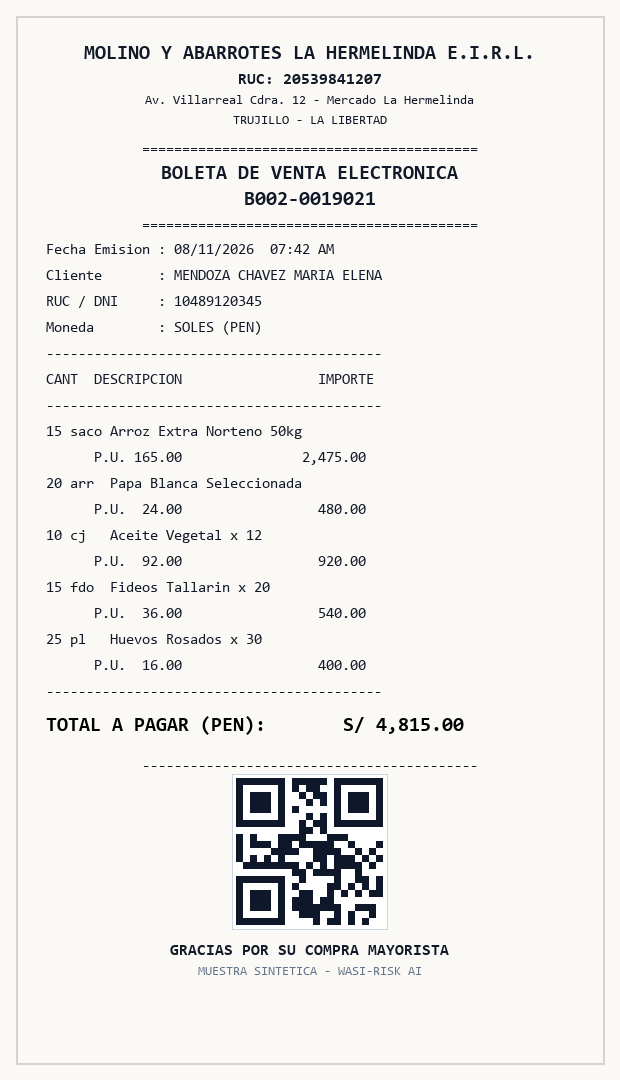 MOLINO Y ABARROTES LA HERMELINDA E.I.R.L.
RUC: 20539841207
Av. Villarreal Cdra. 12 - Mercado La Hermelinda
TRUJILLO - LA LIBERTAD
==========================================
BOLETA DE VENTA ELECTRONICA
B002-0019021
==========================================
Fecha Emision : 08/11/2026  07:42 AM
Cliente       : MENDOZA CHAVEZ MARIA ELENA
RUC / DNI     : 10489120345
Moneda        : SOLES (PEN)
------------------------------------------
CANT  DESCRIPCION                 IMPORTE
------------------------------------------
15 saco Arroz Extra Norteno 50kg
      P.U. 165.00               2,475.00
20 arr  Papa Blanca Seleccionada
      P.U.  24.00                 480.00
10 cj   Aceite Vegetal x 12
      P.U.  92.00                 920.00
15 fdo  Fideos Tallarin x 20
      P.U.  36.00                 540.00
25 pl   Huevos Rosados x 30
      P.U.  16.00                 400.00
------------------------------------------
TOTAL A PAGAR (PEN):       S/ 4,815.00
------------------------------------------
GRACIAS POR SU COMPRA MAYORISTA
MUESTRA SINTETICA - WASI-RISK AI